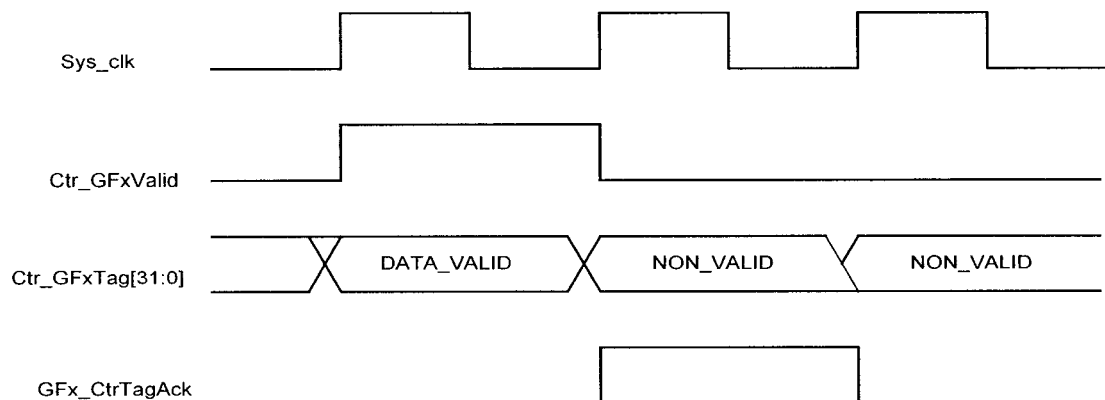 Sys_clk
Ctr_GFxValid
Ctr_GFxTag[31:0]
DATA_VALID
NON_VALID
NON_VALID
GFx_CtrTagAck